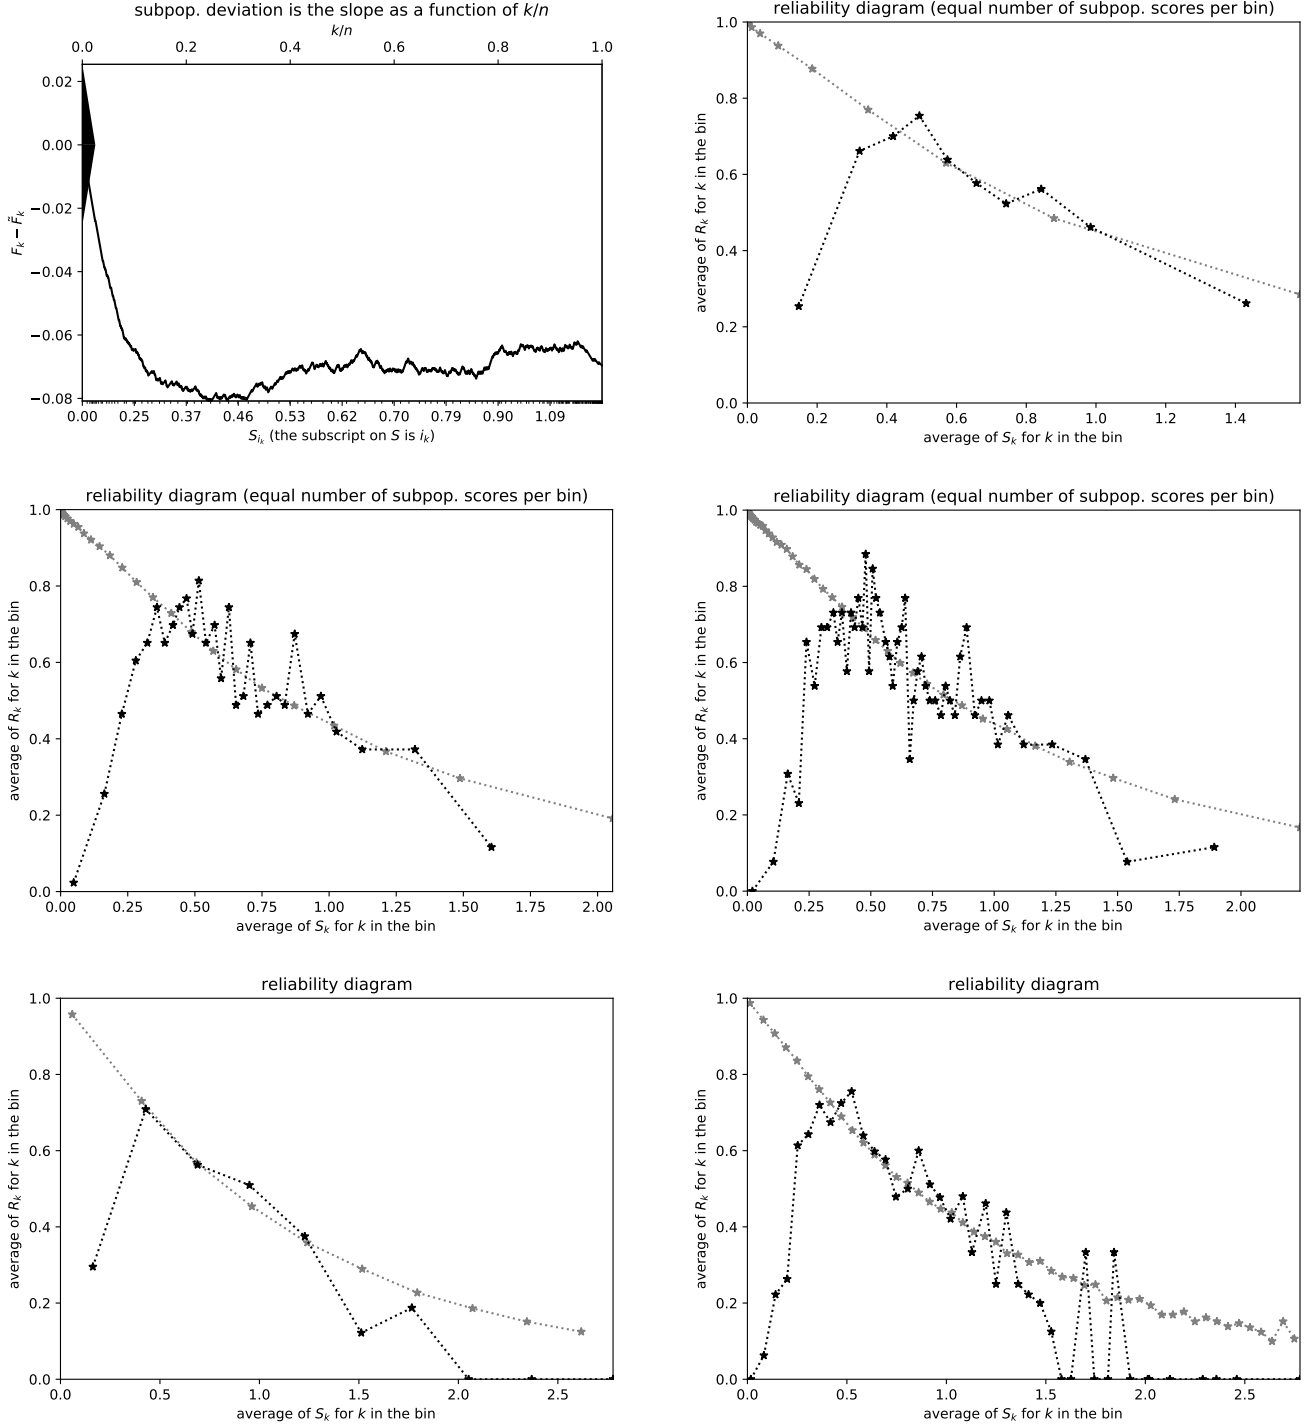 subpop. deviation is the slope as a function of k/n
k/n
0.0 0.2 0.4 0.6 0.8 1.0
0.02
0.00
−0.02
−0.04
−0.06
−0.08
F_k − F̃_k
0.00 0.25 0.37 0.46 0.53 0.62 0.70 0.79 0.90 1.09
S_{i_k} (the subscript on S is i_k)
reliability diagram (equal number of subpop. scores per bin)
1.0
0.8
0.6
0.4
0.2
0.0
average of R_k for k in the bin
0.0 0.2 0.4 0.6 0.8 1.0 1.2 1.4
average of S_k for k in the bin
reliability diagram (equal number of subpop. scores per bin)
1.0
0.8
0.6
0.4
0.2
0.0
average of R_k for k in the bin
0.00 0.25 0.50 0.75 1.00 1.25 1.50 1.75 2.00
average of S_k for k in the bin
reliability diagram (equal number of subpop. scores per bin)
1.0
0.8
0.6
0.4
0.2
0.0
average of R_k for k in the bin
0.00 0.25 0.50 0.75 1.00 1.25 1.50 1.75 2.00
average of S_k for k in the bin
reliability diagram
1.0
0.8
0.6
0.4
0.2
0.0
average of R_k for k in the bin
0.0 0.5 1.0 1.5 2.0 2.5
average of S_k for k in the bin
reliability diagram
1.0
0.8
0.6
0.4
0.2
0.0
average of R_k for k in the bin
0.0 0.5 1.0 1.5 2.0 2.5
average of S_k for k in the bin